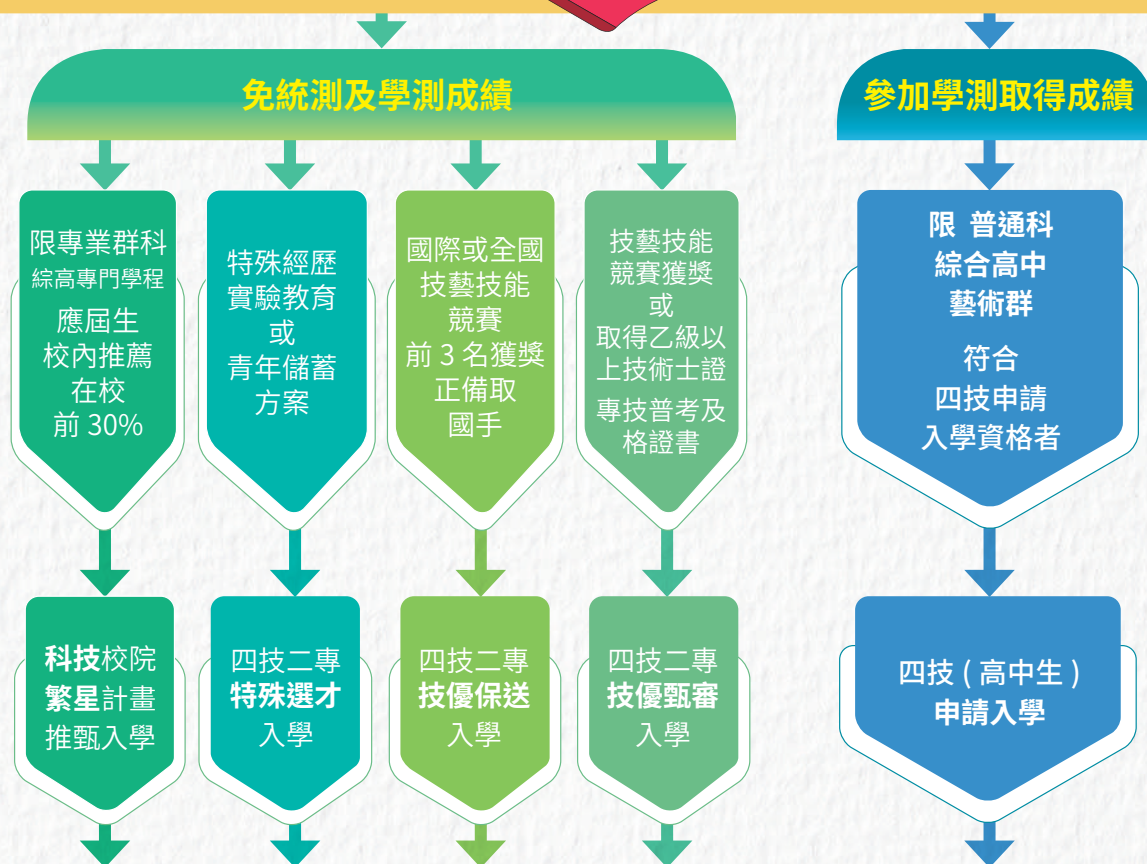 免統測及學測成績
參加學測取得成績
限專業群科
綜高專門學程
應屆生
校內推薦
在校
前 30%
特殊經歷
實驗教育
或
青年儲蓄
方案
國際或全國
技藝技能
競賽
前 3 名獲獎
正備取
國手
技藝技能
競賽獲獎
或
取得乙級以
上技術士證
專技普考及
格證書
限 普通科
綜合高中
藝術群
符合
四技申請
入學資格者
科技校院
繁星計畫
推甄入學
四技二專
特殊選才
入學
四技二專
技優保送
入學
四技二專
技優甄審
入學
四技 ( 高中生 )
申請入學